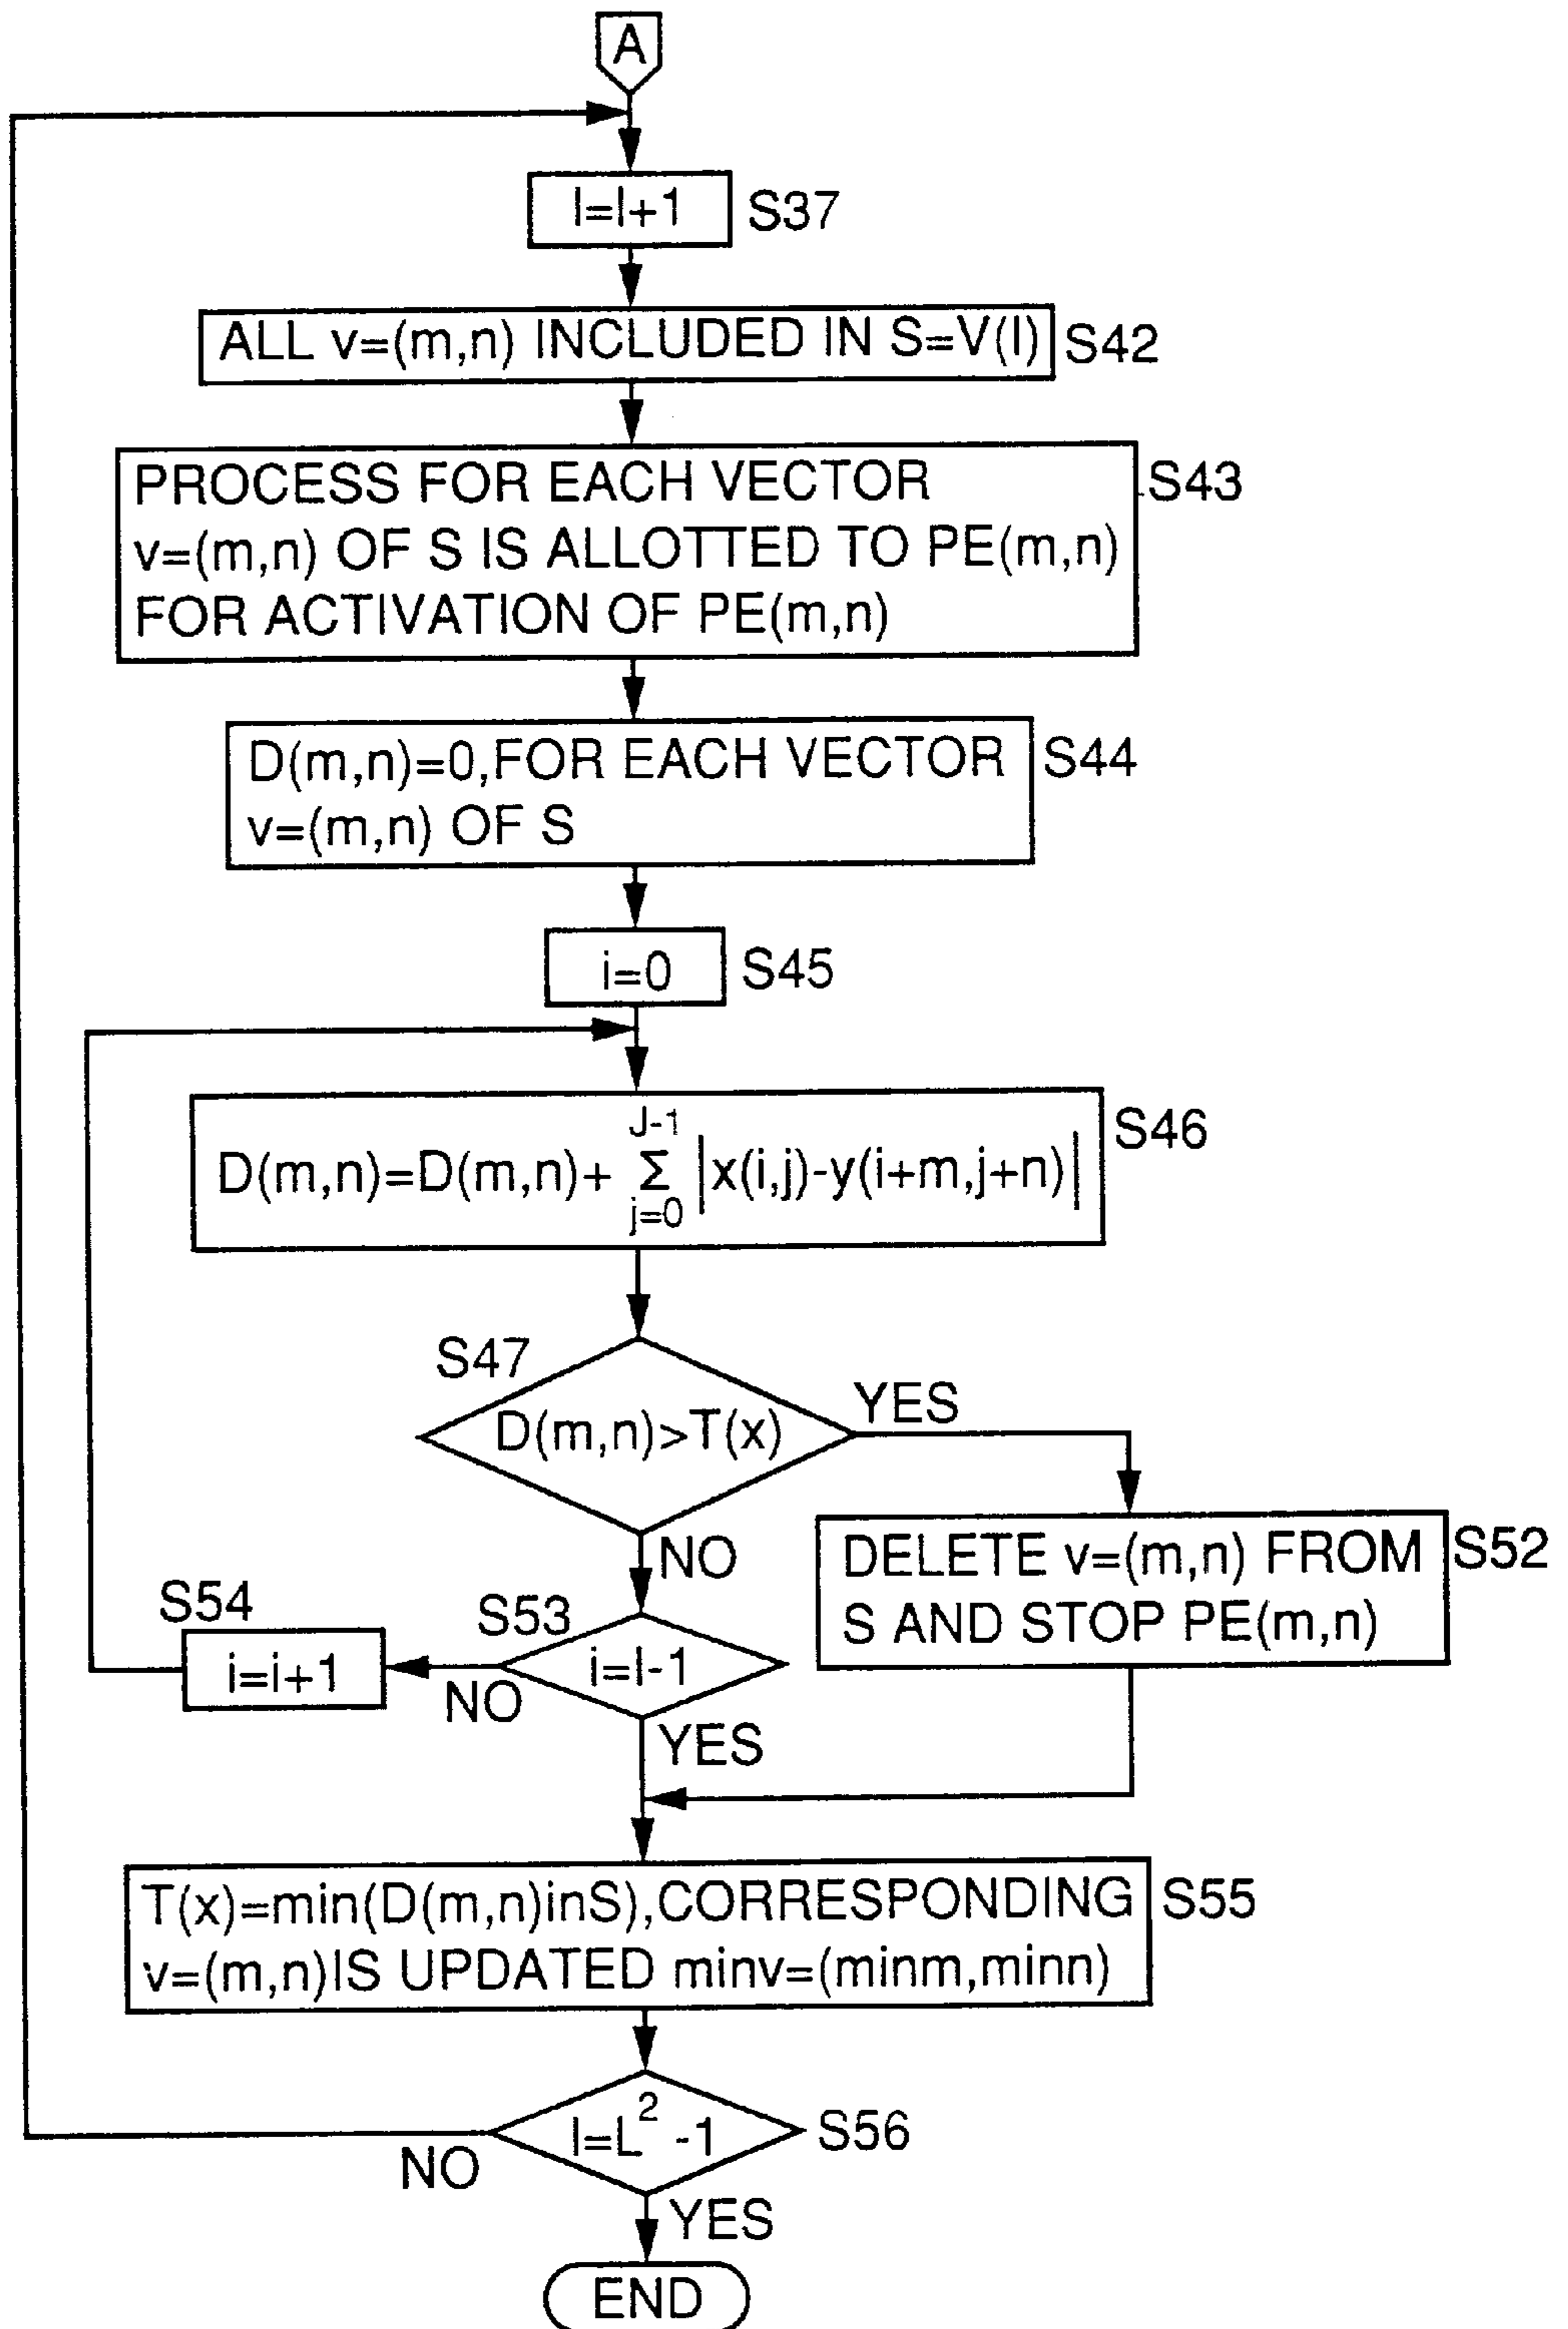 A
l=l+1 S37
ALL v=(m,n) INCLUDED IN S=V(l) S42
PROCESS FOR EACH VECTOR S43
v=(m,n) OF S IS ALLOTTED TO PE(m,n)
FOR ACTIVATION OF PE(m,n)
D(m,n)=0,FOR EACH VECTOR S44
v=(m,n) OF S
i=0 S45
D(m,n)=D(m,n)+ J-1 Σ j=0 |x(i,j)-y(i+m,j+n)| S46
S47
D(m,n)>T(x) YES
NO
DELETE v=(m,n) FROM S52
S AND STOP PE(m,n)
S54
i=i+1
S53
i=I-1
NO
YES
T(x)=min(D(m,n)inS),CORRESPONDING S55
v=(m,n)IS UPDATED minv=(minm,minn)
l=L² -1 S56
NO
YES
END